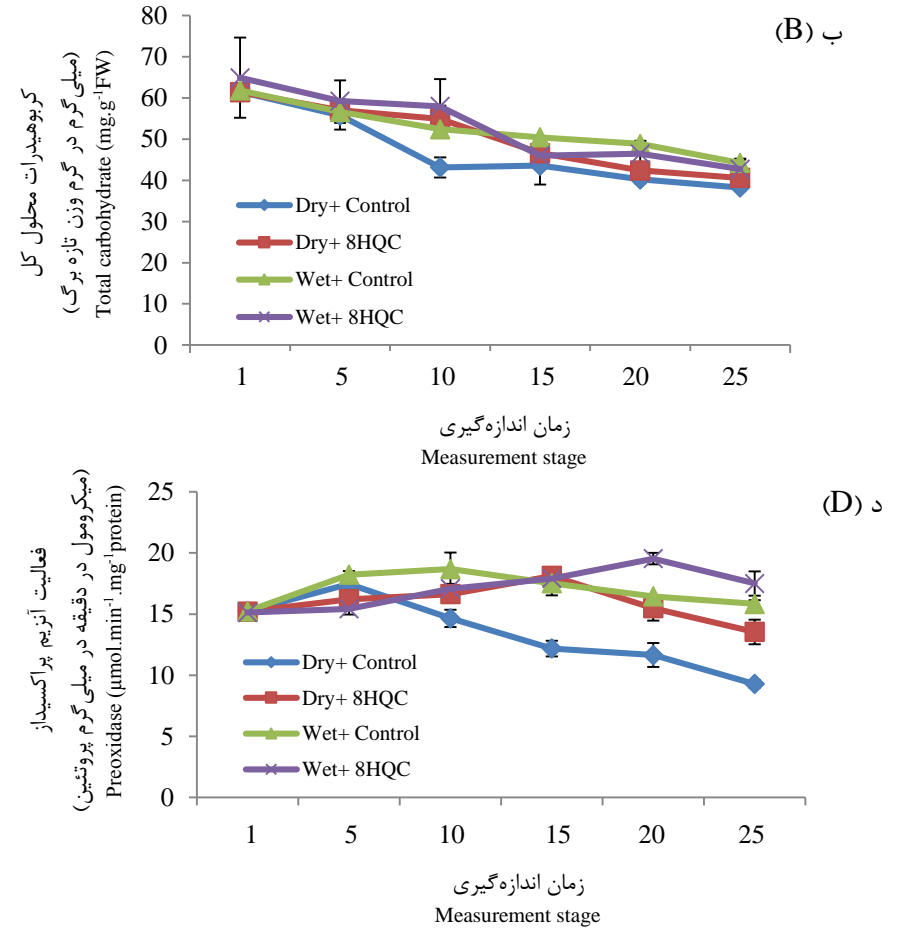 ب (B)
کربوهیدرات محلول کل
(میلی گرم در گرم وزن تازه برگ)
Total carbohydrate (mg.g⁻¹FW)
80
70
60
50
40
30
20
10
0
Dry+ Control
Dry+ 8HQC
Wet+ Control
Wet+ 8HQC
1 5 10 15 20 25
زمان اندازه‌گیری
Measurement stage
د (D)
فعالیت آنزیم پراکسیداز
(میکرومول در دقیقه در میلی‌گرم پروتئین)
Preoxidase (µmol.min⁻¹.mg⁻¹protein)
25
20
15
10
5
0
Dry+ Control
Dry+ 8HQC
Wet+ Control
Wet+ 8HQC
1 5 10 15 20 25
زمان اندازه‌گیری
Measurement stage